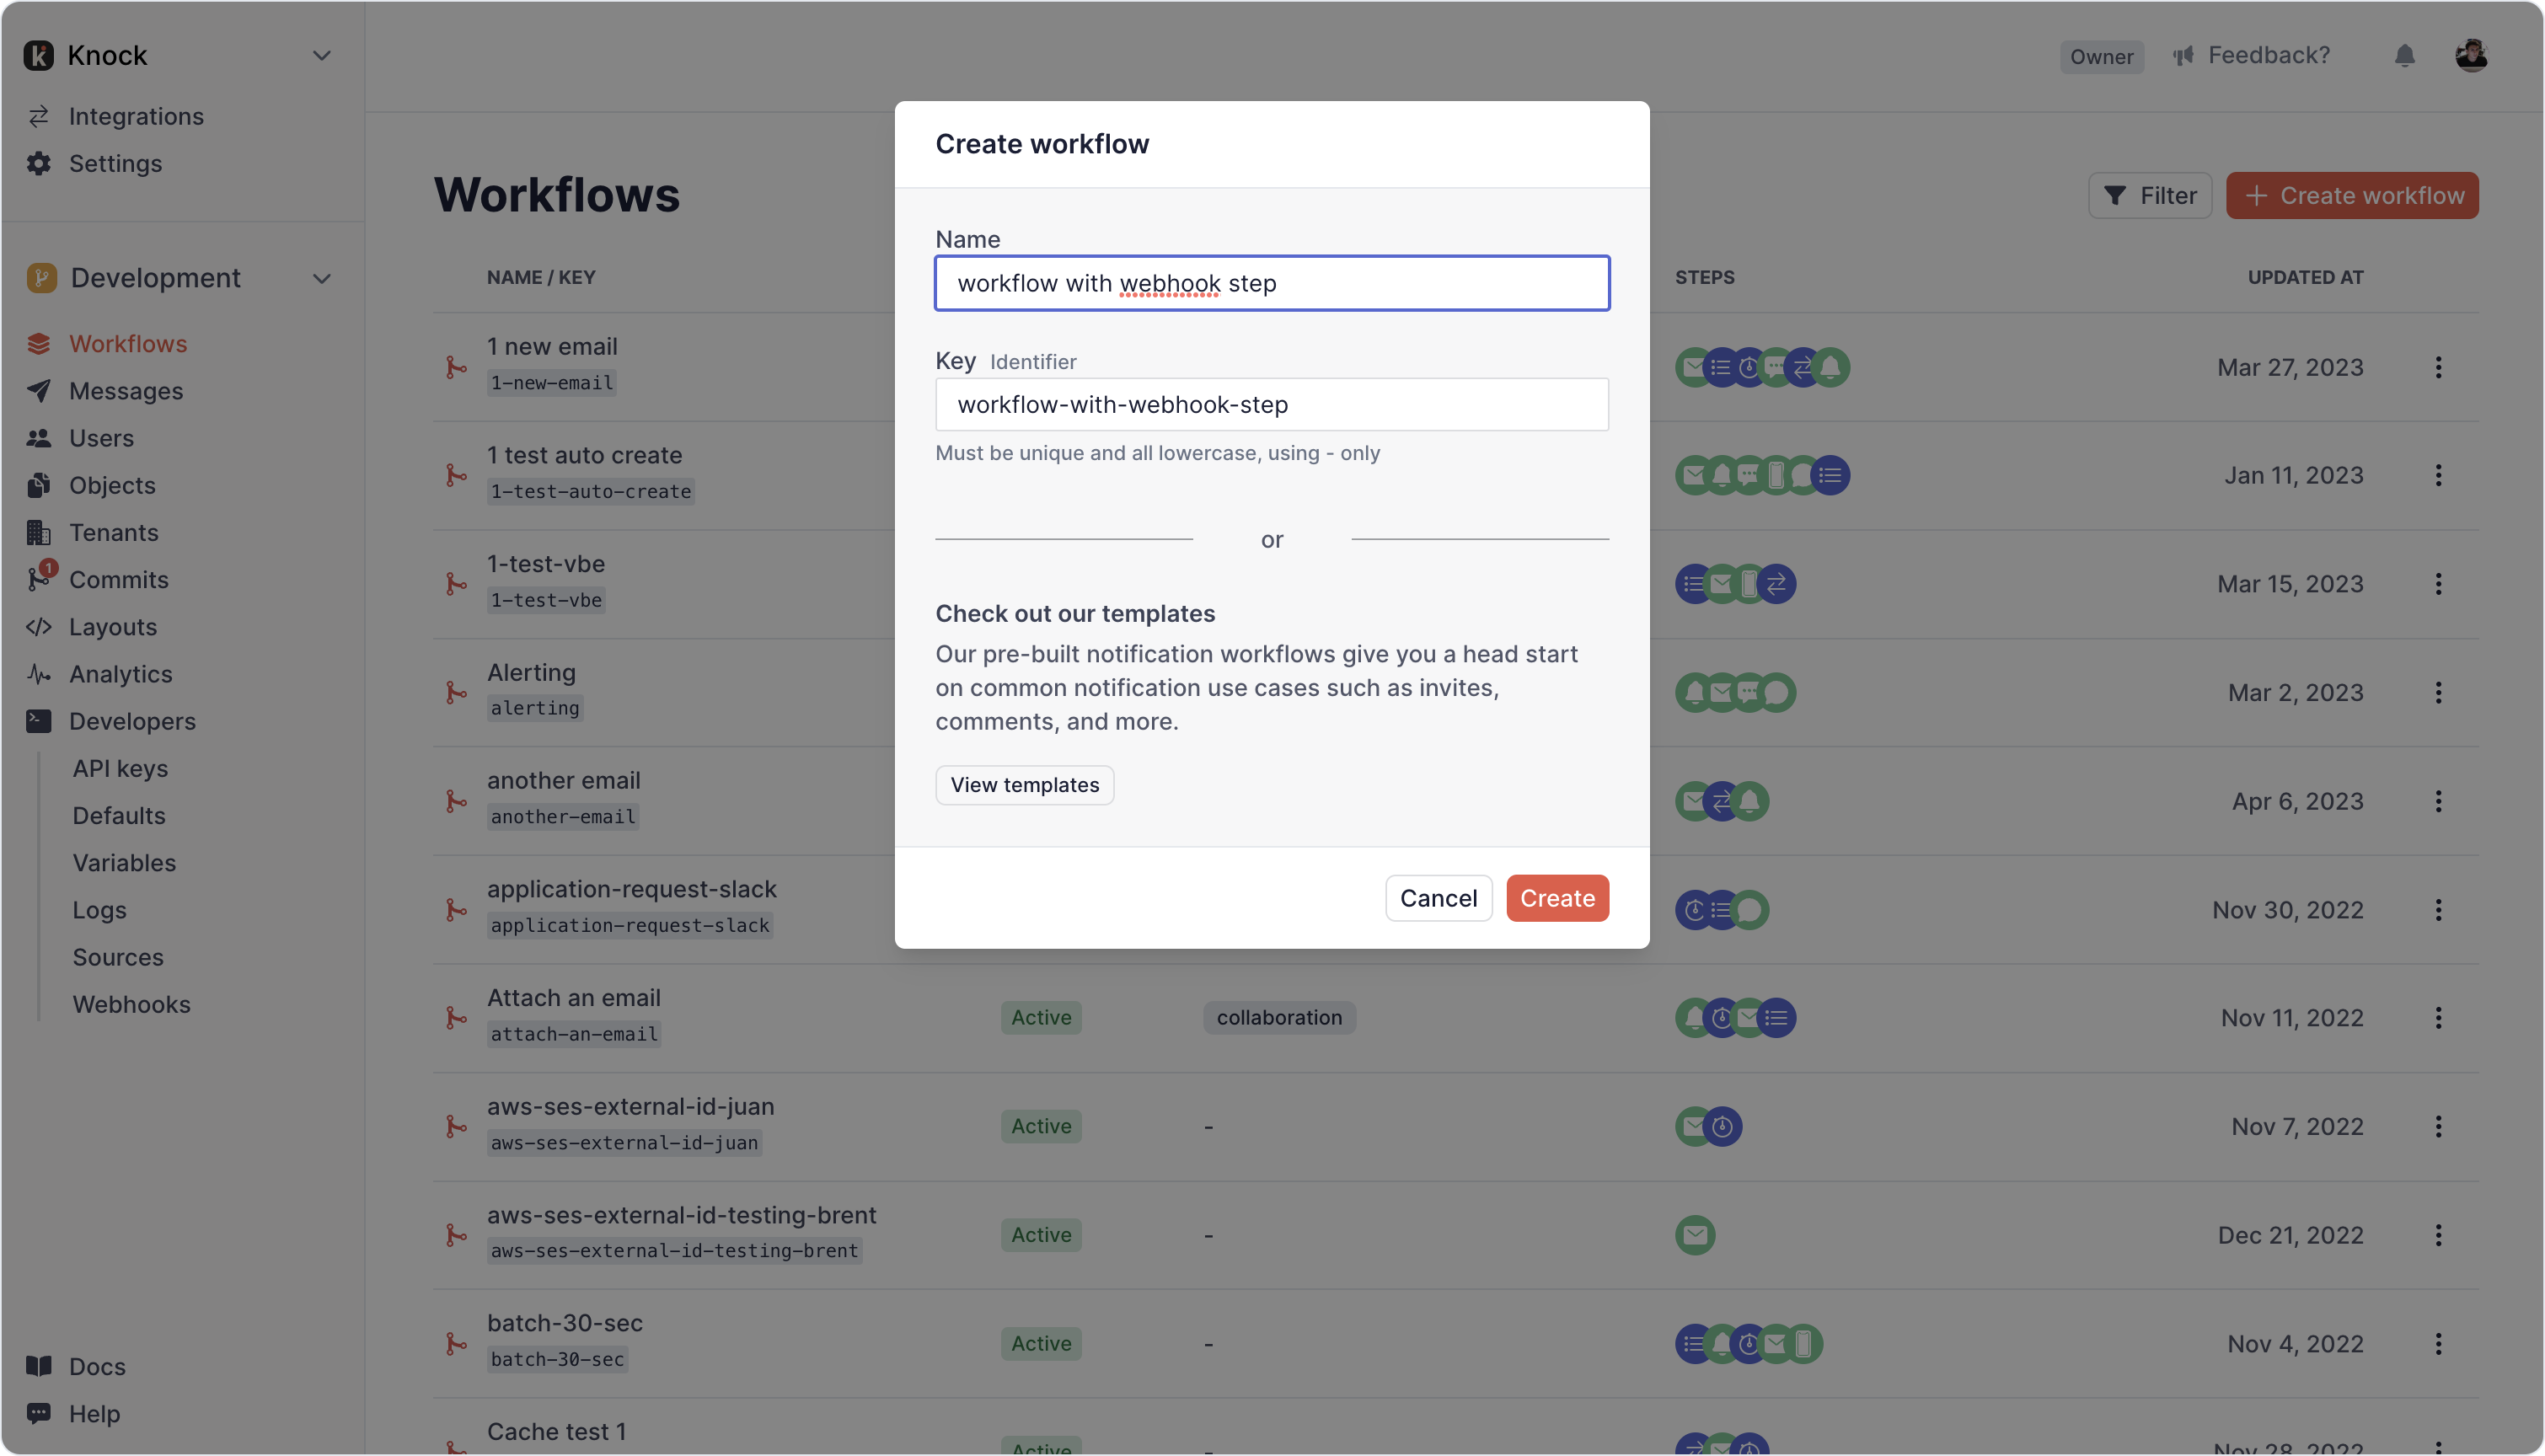 Knock
Integrations
Settings
Development
Workflows
Messages
Users
Objects
Tenants
1
Commits
Layouts
Analytics
Developers
API keys
Defaults
Variables
Logs
Sources
Webhooks
Docs
Help
Owner
Feedback?
Workflows
Filter
Create workflow
NAME / KEY
STEPS
UPDATED AT
1 new email
1-new-email
Mar 27, 2023
1 test auto create
1-test-auto-create
Jan 11, 2023
1-test-vbe
1-test-vbe
Mar 15, 2023
Alerting
alerting
Mar 2, 2023
another email
another-email
Apr 6, 2023
application-request-slack
application-request-slack
Nov 30, 2022
Attach an email
attach-an-email
Active
collaboration
Nov 11, 2022
aws-ses-external-id-juan
aws-ses-external-id-juan
Active
-
Nov 7, 2022
aws-ses-external-id-testing-brent
aws-ses-external-id-testing-brent
Active
-
Dec 21, 2022
batch-30-sec
batch-30-sec
Active
-
Nov 4, 2022
Cache test 1
Active
-
Nov 28, 2022
Create workflow
Name
workflow with webhook step
Key Identifier
workflow-with-webhook-step
Must be unique and all lowercase, using - only
or
Check out our templates
Our pre-built notification workflows give you a head start
on common notification use cases such as invites,
comments, and more.
View templates
Cancel
Create